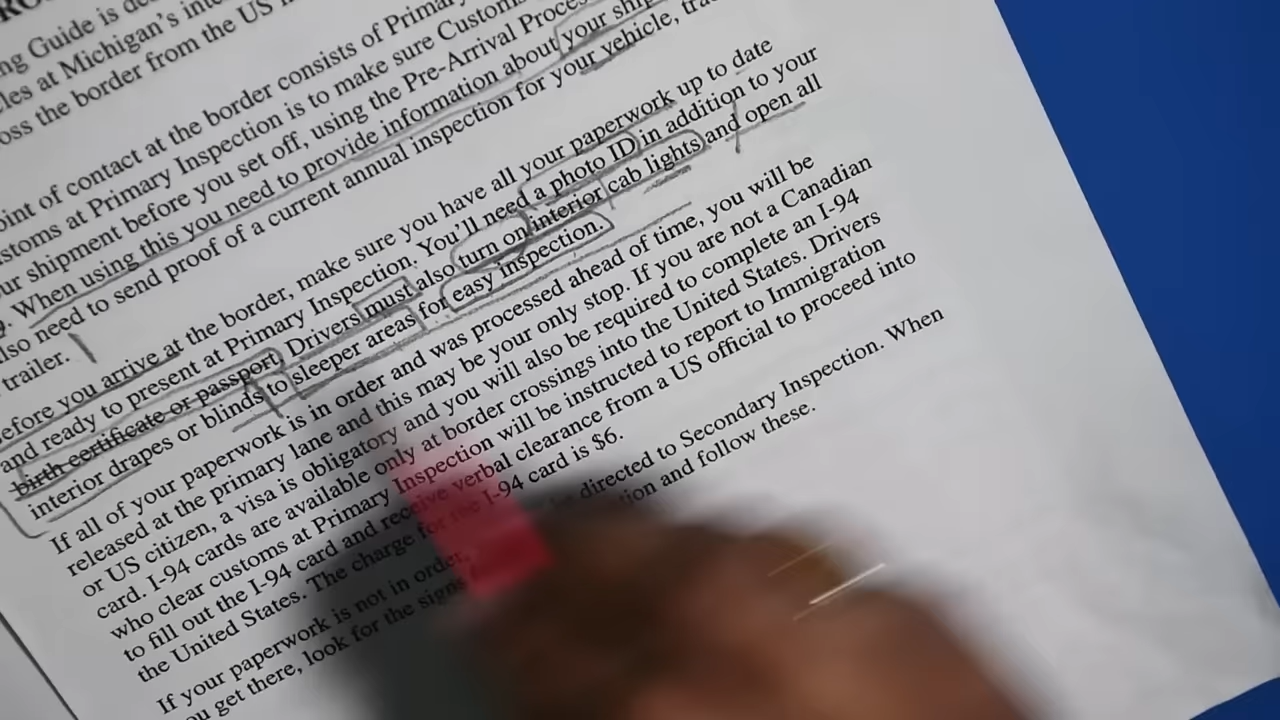 ng Guide is de
cles at Michigan's inte
oss the border from the US
oint of contact at the border consists of Primary
stoms at Primary Inspection is to make sure Customs
ur shipment before you set off, using the Pre-Arrival Proces
. When using this you need to provide information about your ship
lso need to send proof of a current annual inspection for your vehicle, tra
trailer.
efore you arrive at the border, make sure you have all your paperwork up to date
and ready to present at Primary Inspection. You'll need a photo ID in addition to your
birth certificate or passport. Drivers must also turn on interior cab lights and open all
interior drapes or blinds to sleeper areas for easy inspection.
If all of your paperwork is in order and was processed ahead of time, you will be
released at the primary lane and this may be your only stop. If you are not a Canadian
or US citizen, a visa is obligatory and you will also be required to complete an I-94
card. I-94 cards are available only at border crossings into the United States. Drivers
who clear customs at Primary Inspection will be instructed to report to Immigration
to fill out the I-94 card and receive verbal clearance from a US official to proceed into
the United States. The charge for the I-94 card is $6.
If your paperwork is not in order, directed to Secondary Inspection. When
ou get there, look for the signs tion and follow these.